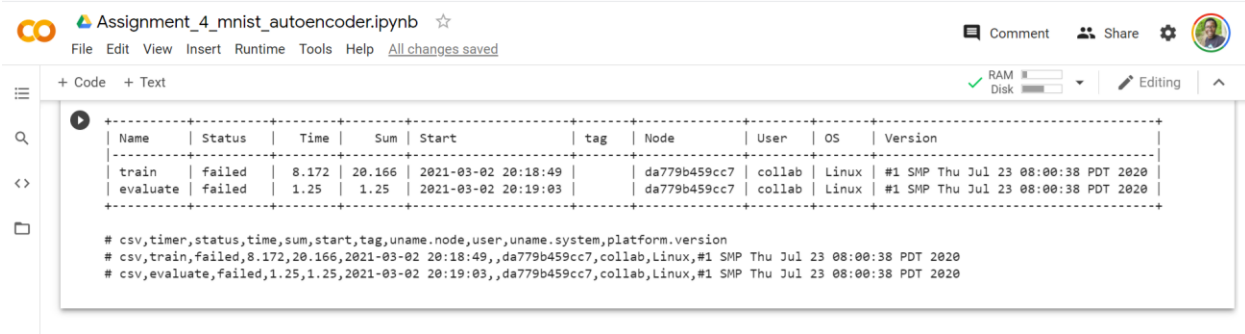 CO Assignment_4_mnist_autoencoder.ipynb
File Edit View Insert Runtime Tools Help All changes saved
Comment Share
+ Code + Text
RAM
Disk
Editing
+----------+----------+---------+--------+---------------------+-------+--------------+---------+-------+-------------------------------------+
| Name | Status | Time | Sum | Start | tag | Node | User | OS | Version |
|----------+----------+---------+--------+---------------------+-------+--------------+---------+-------+-------------------------------------|
| train | failed | 8.172 | 20.166 | 2021-03-02 20:18:49 | | da779b459cc7 | collab | Linux | #1 SMP Thu Jul 23 08:00:38 PDT 2020 |
| evaluate | failed | 1.25 | 1.25 | 2021-03-02 20:19:03 | | da779b459cc7 | collab | Linux | #1 SMP Thu Jul 23 08:00:38 PDT 2020 |
+----------+----------+---------+--------+---------------------+-------+--------------+---------+-------+-------------------------------------+
# csv,timer,status,time,sum,start,tag,uname.node,user,uname.system,platform.version
# csv,train,failed,8.172,20.166,2021-03-02 20:18:49,,da779b459cc7,collab,Linux,#1 SMP Thu Jul 23 08:00:38 PDT 2020
# csv,evaluate,failed,1.25,1.25,2021-03-02 20:19:03,,da779b459cc7,collab,Linux,#1 SMP Thu Jul 23 08:00:38 PDT 2020